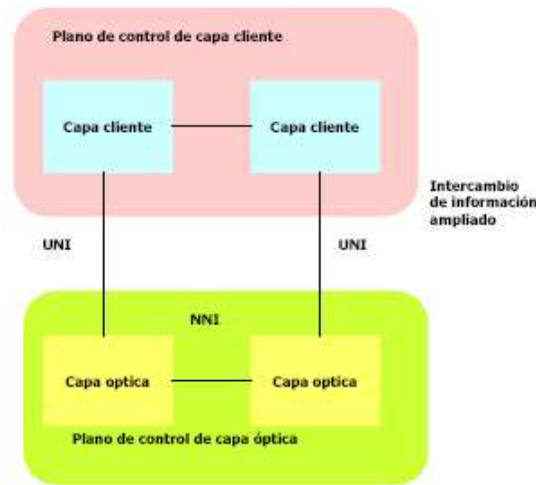 Plano de control de capa cliente
Capa cliente
Capa cliente
Intercambio
de información
ampliado
UNI
UNI
NNI
Capa optica
Capa optica
Plano de control de capa óptica